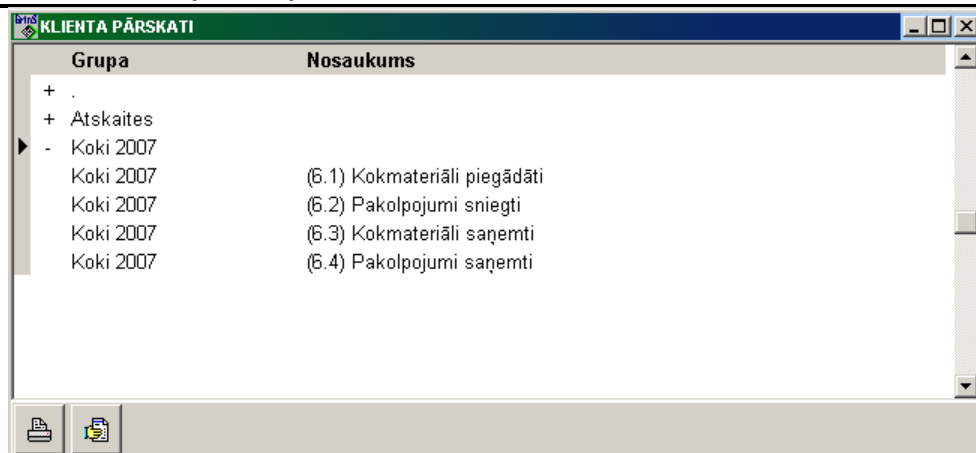 KLIENTA PĀRSKATI
Grupa Nosaukums
+ .
+ Atskaites
- Koki 2007
Koki 2007 (6.1) Kokmateriāli piegādāti
Koki 2007 (6.2) Pakolpojumi sniegti
Koki 2007 (6.3) Kokmateriāli saņemti
Koki 2007 (6.4) Pakolpojumi saņemti